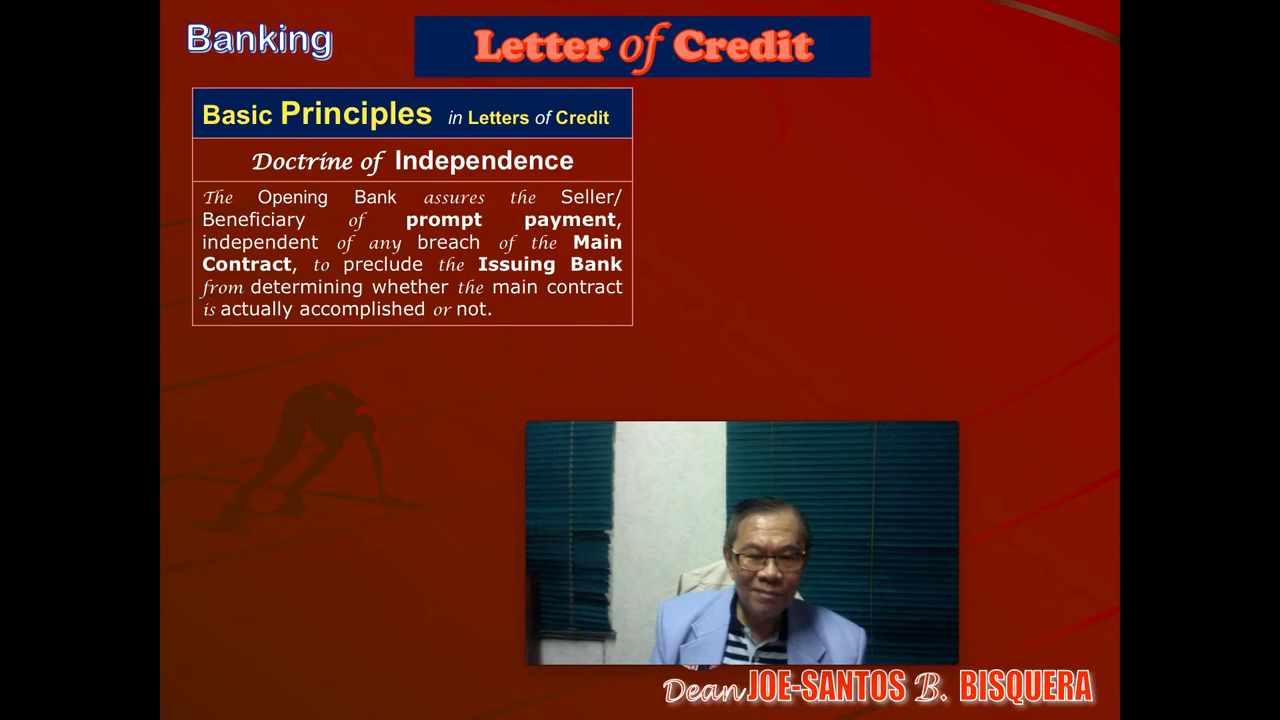 Banking
Letter of Credit
Basic Principles in Letters of Credit
Doctrine of Independence
The Opening Bank assures the Seller/
Beneficiary of prompt payment,
independent of any breach of the Main
Contract, to preclude the Issuing Bank
from determining whether the main contract
is actually accomplished or not.
Dean JOE-SANTOS B. BISQUERA